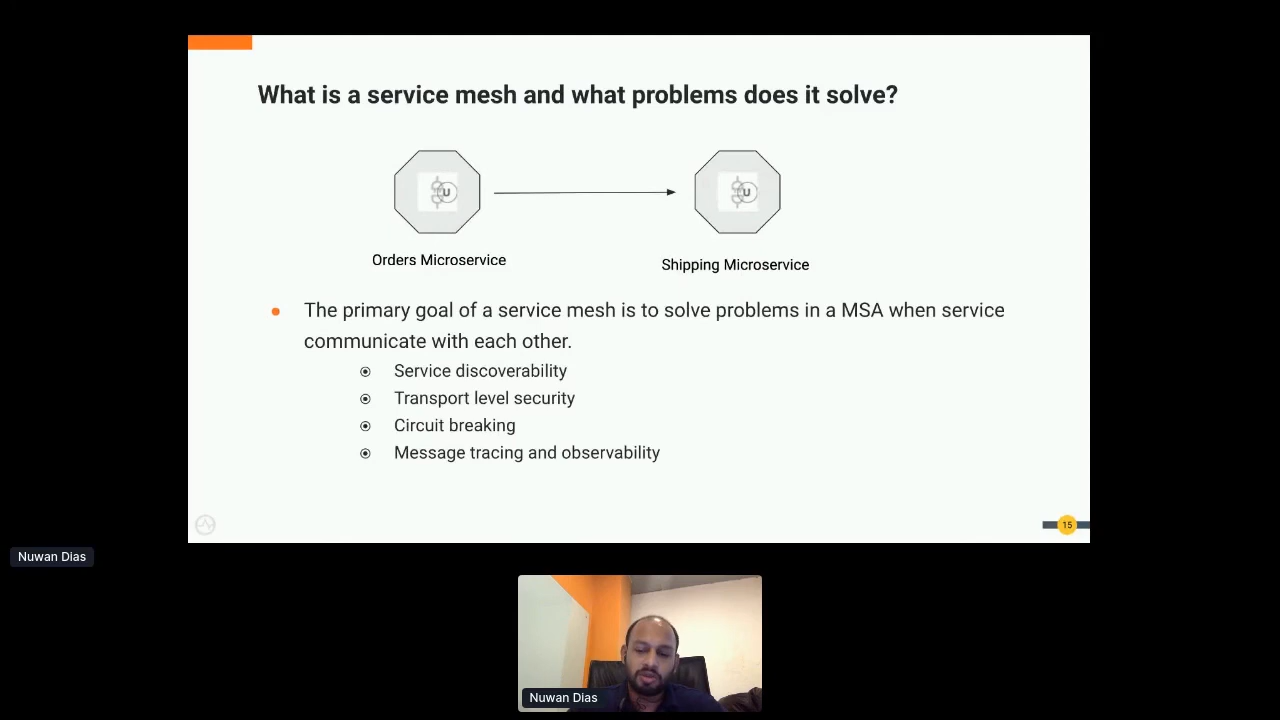 What is a service mesh and what problems does it solve?
U
U
Orders Microservice
Shipping Microservice
The primary goal of a service mesh is to solve problems in a MSA when service
communicate with each other.
Service discoverability
Transport level security
Circuit breaking
Message tracing and observability
15
Nuwan Dias
Nuwan Dias